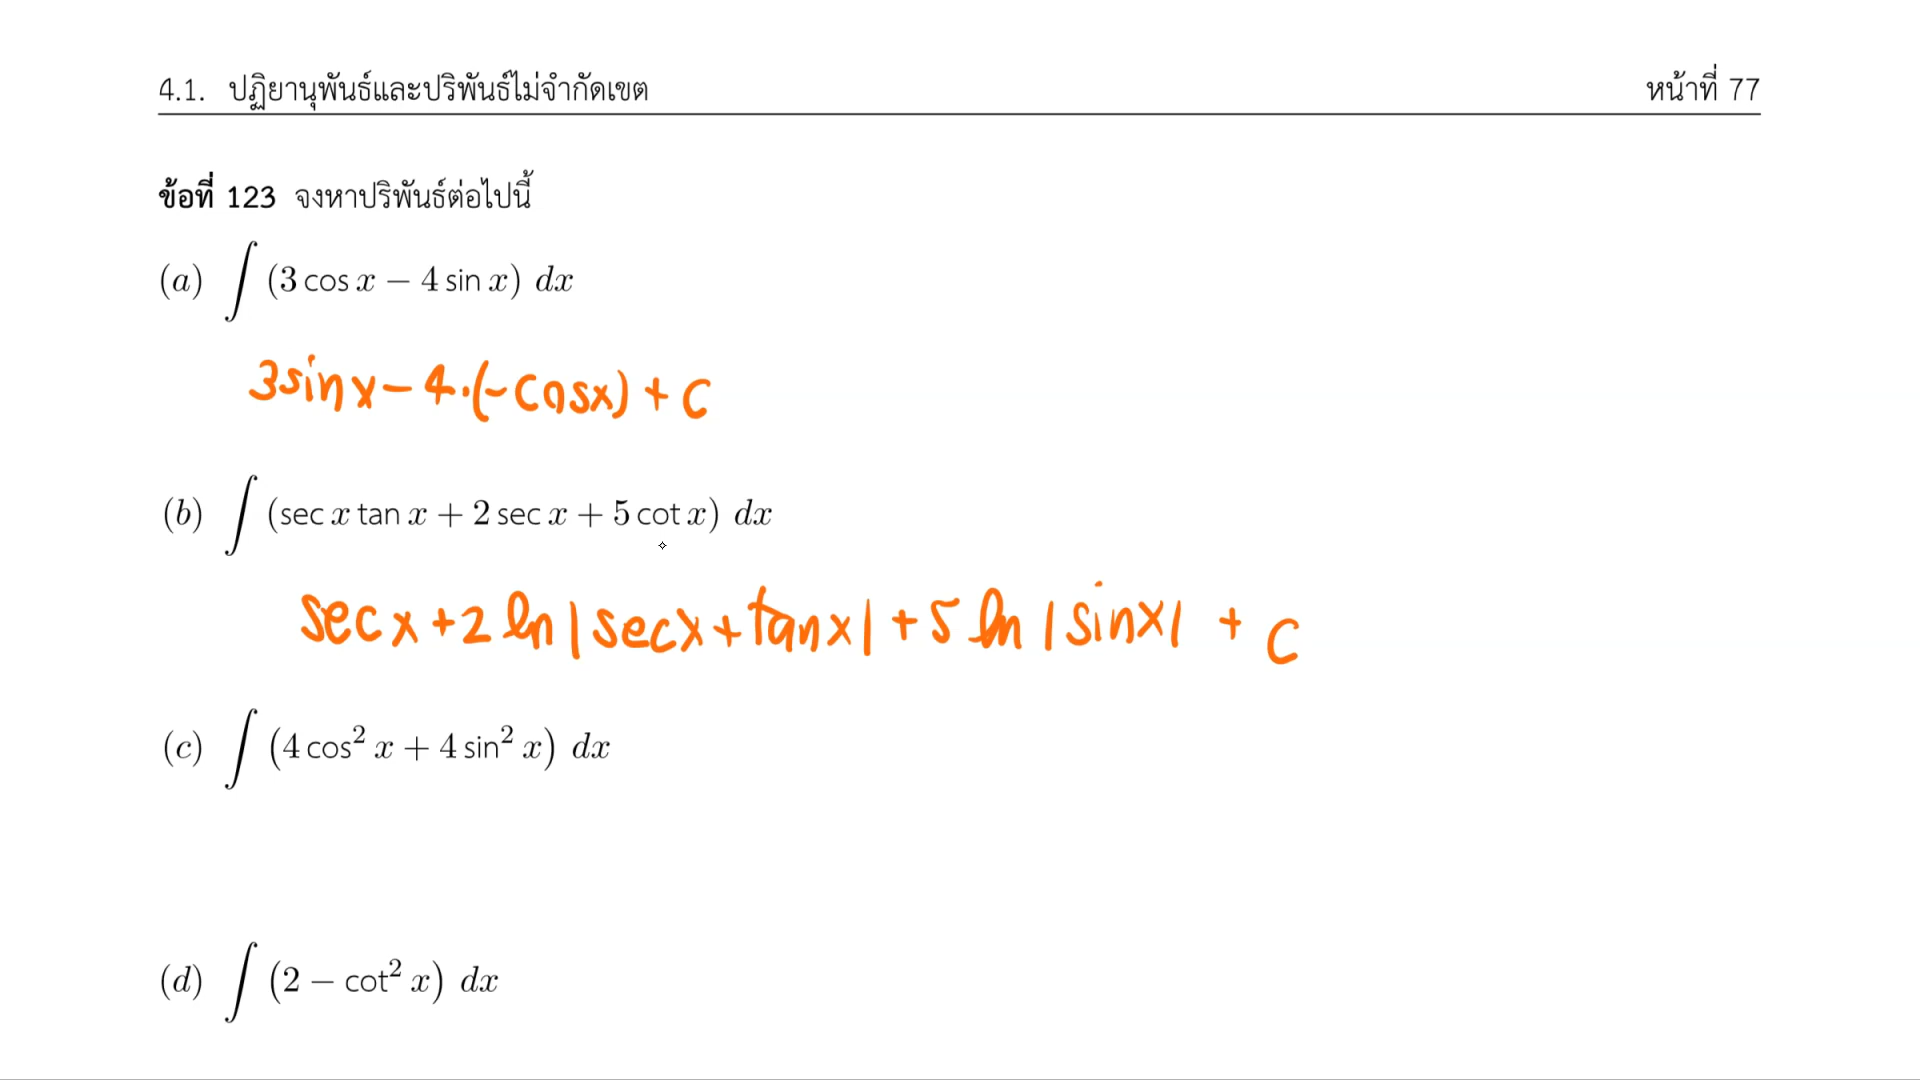 4.1. ปฏิยานุพันธ์และปริพันธ์ไม่จำกัดเขต หน้าที่ 77
ข้อที่ 123 จงหาปริพันธ์ต่อไปนี้
(a) ∫ (3 cos x − 4 sin x) dx
3sinx − 4·(−cosx) + c
(b) ∫ (sec x tan x + 2 sec x + 5 cot x) dx
secx + 2 ln |secx + tanx| + 5 ln |sinx| + c
(c) ∫ (4 cos² x + 4 sin² x) dx
(d) ∫ (2 − cot² x) dx